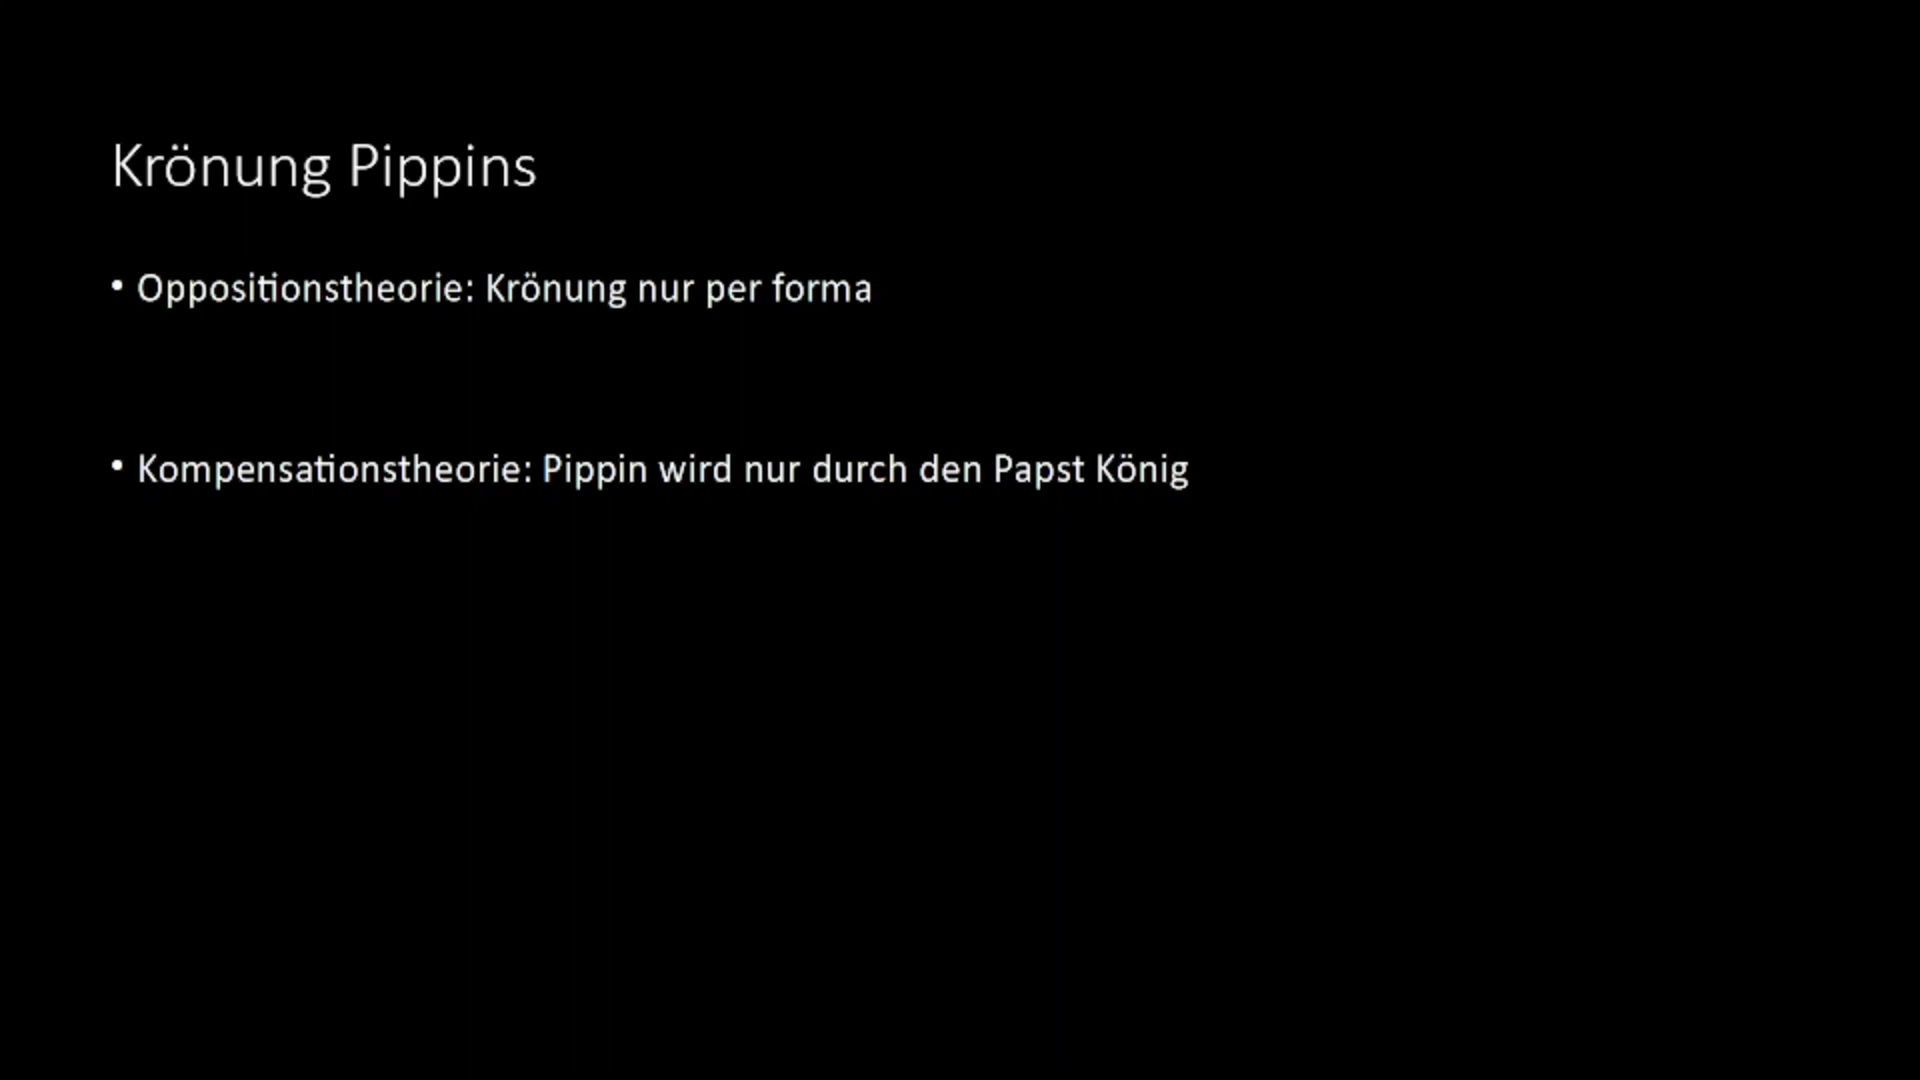 Krönung Pippins
• Oppositionstheorie: Krönung nur per forma
• Kompensationstheorie: Pippin wird nur durch den Papst König